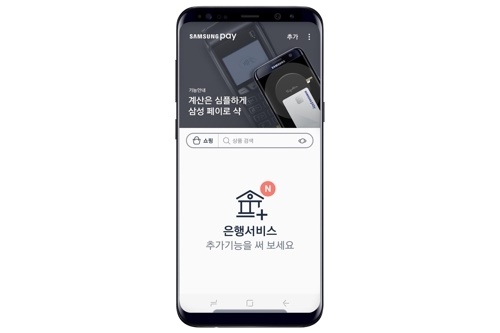 SAMSUNG pay
추가
기능안내
계산은 심플하게
삼성 페이로 샥
쇼핑
상품 검색
N
은행서비스
추가기능을 써 보세요